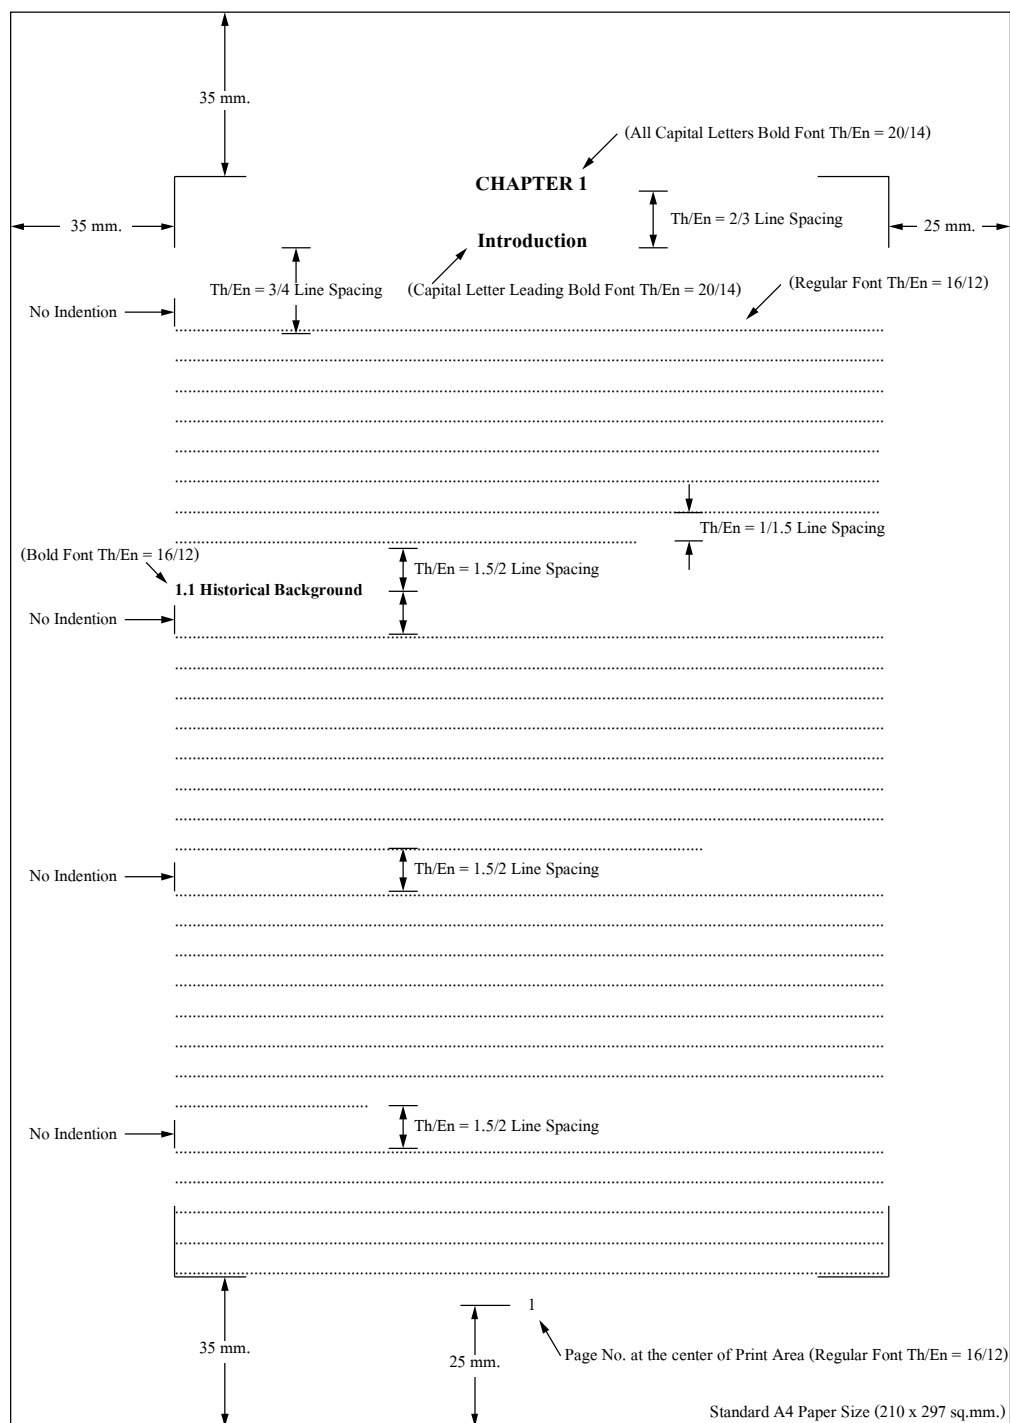 35 mm.
(All Capital Letters Bold Font Th/En = 20/14)
CHAPTER 1
35 mm.
Th/En = 2/3 Line Spacing
25 mm.
Introduction
Th/En = 3/4 Line Spacing
(Capital Letter Leading Bold Font Th/En = 20/14)
(Regular Font Th/En = 16/12)
No Indention
Th/En = 1/1.5 Line Spacing
(Bold Font Th/En = 16/12)
Th/En = 1.5/2 Line Spacing
1.1 Historical Background
No Indention
Th/En = 1.5/2 Line Spacing
No Indention
Th/En = 1.5/2 Line Spacing
No Indention
1
35 mm.
25 mm.
Page No. at the center of Print Area (Regular Font Th/En = 16/12)
Standard A4 Paper Size (210 x 297 sq.mm.)